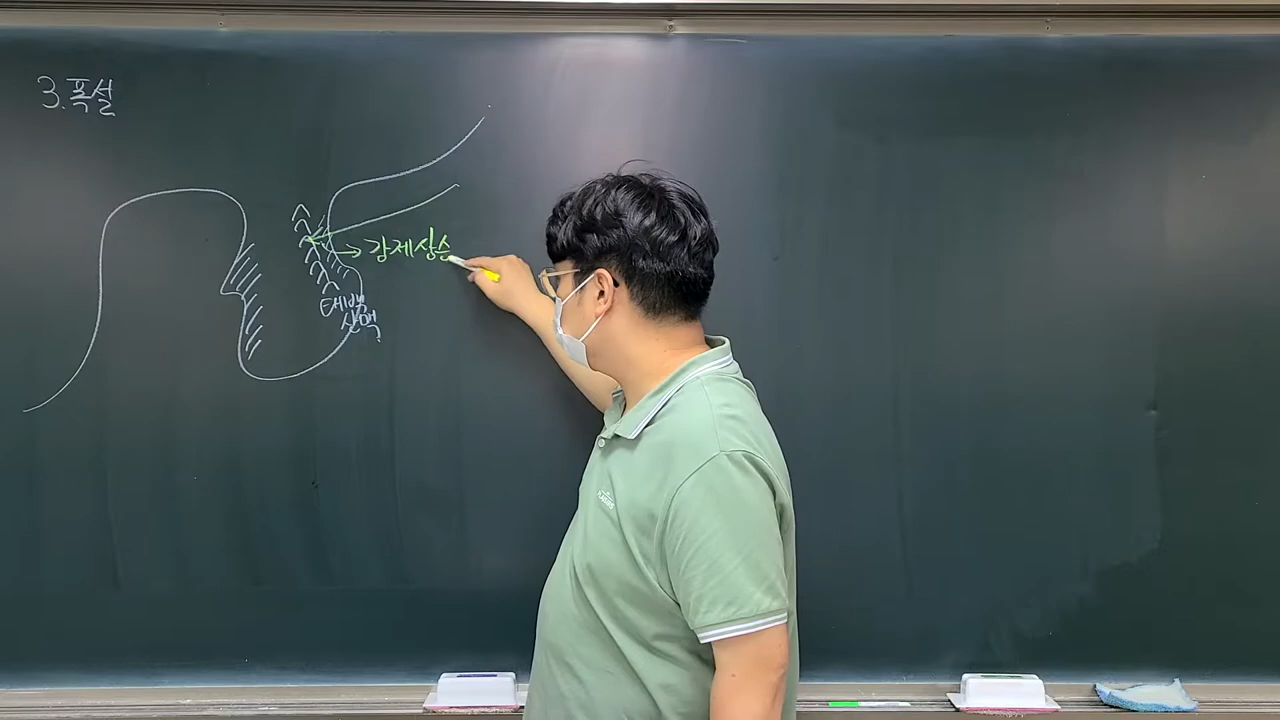 3. 폭설
→ 강제상승
태백
산맥